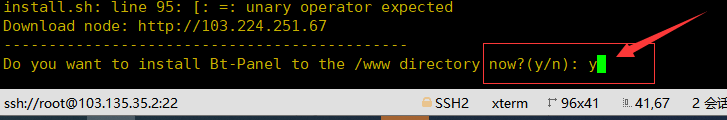 install.sh: line 95: [: =: unary operator expected
Download node: http://103.224.251.67
----------------------------------------------
Do you want to install Bt-Panel to the /www directory now?(y/n): y
ssh://root@103.135.35.2:22 SSH2 xterm 96x41 41,67 2 会话